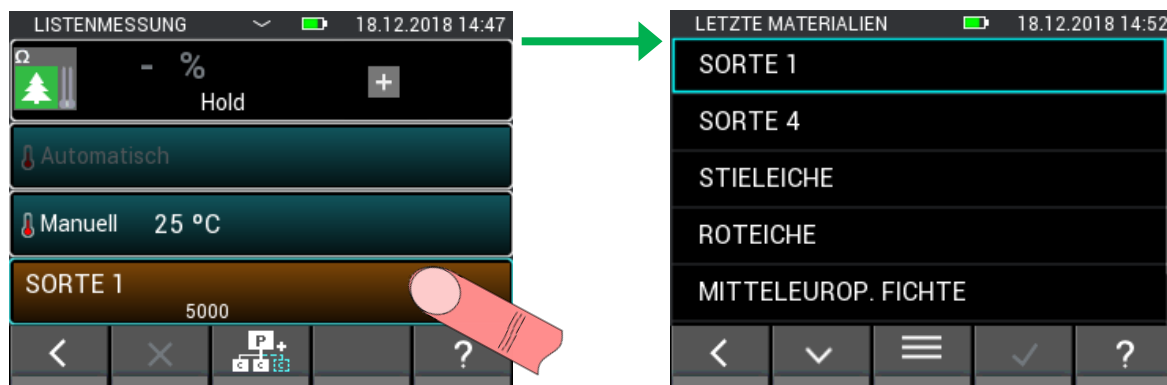 LISTENMESSUNG 18.12.2018 14:47
Ω
- %
Hold
+
Automatisch
Manuell 25 ºC
SORTE 1
5000
P +
c c c
?
LETZTE MATERIALIEN 18.12.2018 14:52
SORTE 1
SORTE 4
STIELEICHE
ROTEICHE
MITTELEUROP. FICHTE
?